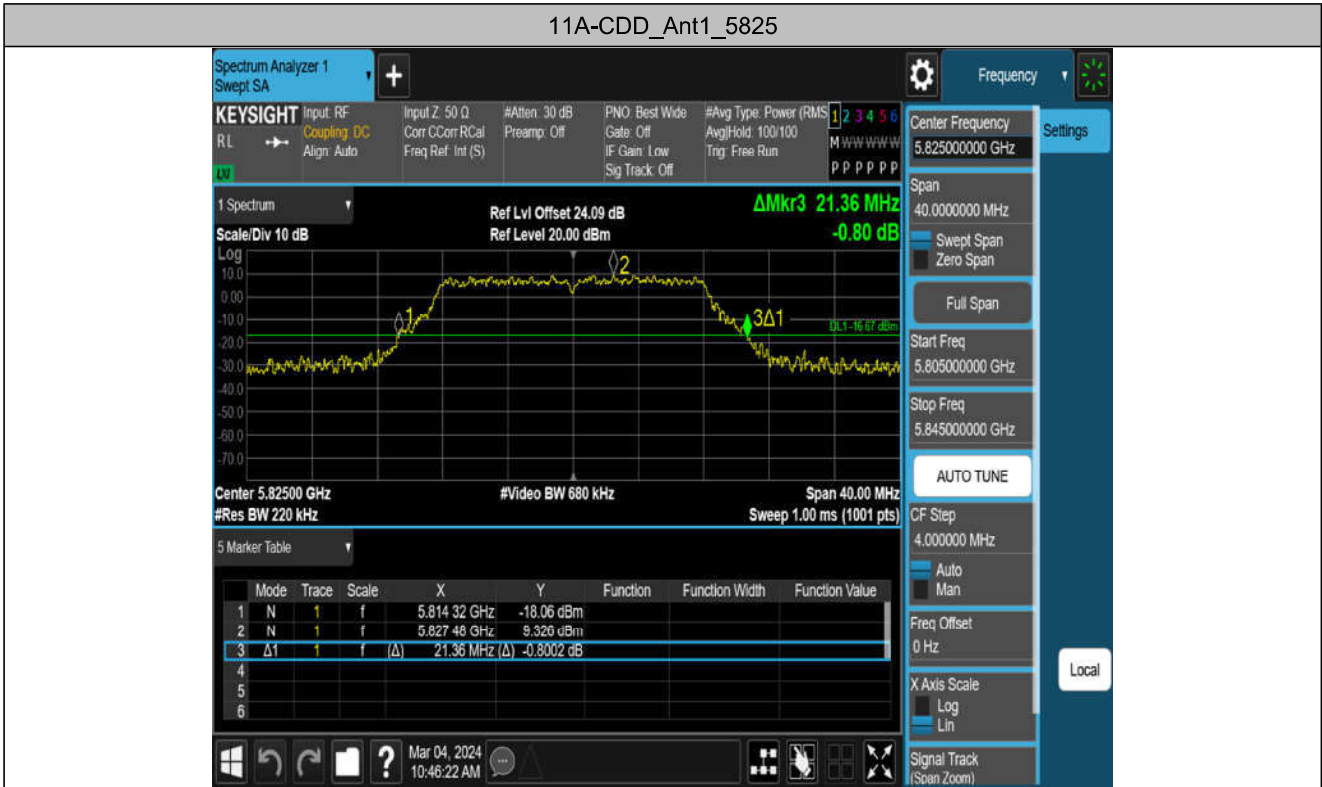 11A-CDD_Ant1_5825
Spectrum Analyzer 1
Swept SA
+
Frequency
KEYSIGHT
RL
LXI
Input: RF
Coupling: DC
Align: Auto
Input Z: 50 Ω
Corr CCorr RCal
Freq Ref: Int (S)
#Atten: 30 dB
Preamp: Off
PNO: Best Wide
Gate: Off
IF Gain: Low
Sig Track: Off
#Avg Type: Power (RMS
Avg|Hold: 100/100
Trig: Free Run
1 2 3 4 5 6
M W W W W W
P P P P P P
1 Spectrum
Scale/Div 10 dB
Ref Lvl Offset 24.09 dB
Ref Level 20.00 dBm
ΔMkr3 21.36 MHz
-0.80 dB
Log
10.0
0.00
-10.0
-20.0
-30.0
-40.0
-50.0
-60.0
-70.0
1
2
3Δ1
DL1 -16.67 dBm
Center 5.82500 GHz
#Video BW 680 kHz
Span 40.00 MHz
#Res BW 220 kHz
Sweep 1.00 ms (1001 pts)
5 Marker Table
Mode Trace Scale X Y Function Function Width Function Value
1 N 1 f 5.814 32 GHz -18.06 dBm
2 N 1 f 5.827 48 GHz 9.326 dBm
3 Δ1 1 f (Δ) 21.36 MHz (Δ) -0.8002 dB
4
5
6
Mar 04, 2024
10:46:22 AM
?
Center Frequency
5.825000000 GHz
Settings
Span
40.0000000 MHz
Swept Span
Zero Span
Full Span
Start Freq
5.805000000 GHz
Stop Freq
5.845000000 GHz
AUTO TUNE
CF Step
4.000000 MHz
Auto
Man
Freq Offset
0 Hz
Local
X Axis Scale
Log
Lin
Signal Track
(Span Zoom)